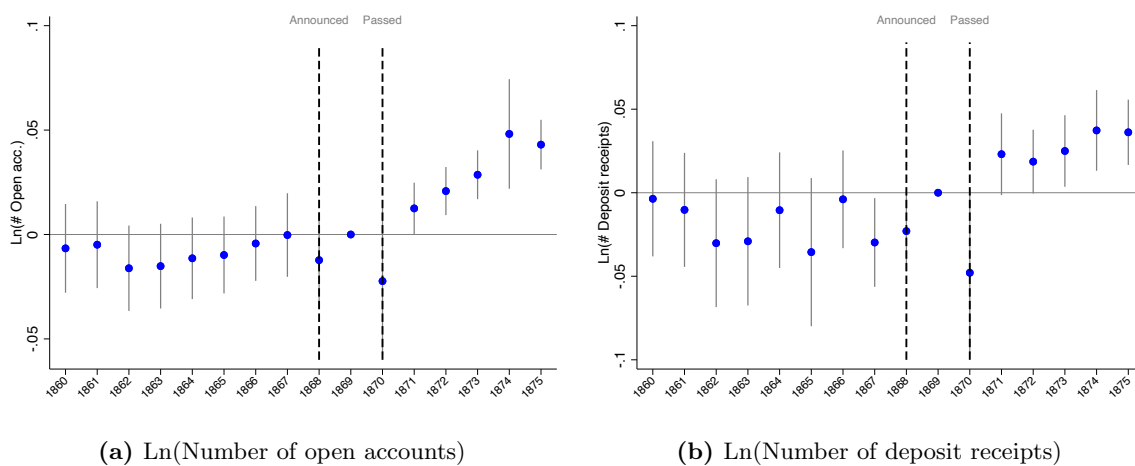 Announced Passed
.1
.05
0
-.05
Ln(# Open acc.)
1860 1861 1862 1863 1864 1865 1866 1867 1868 1869 1870 1871 1872 1873 1874 1875
(a) Ln(Number of open accounts)
Announced Passed
.1
.05
0
-.05
-.1
Ln(# Deposit receipts)
1860 1861 1862 1863 1864 1865 1866 1867 1868 1869 1870 1871 1872 1873 1874 1875
(b) Ln(Number of deposit receipts)